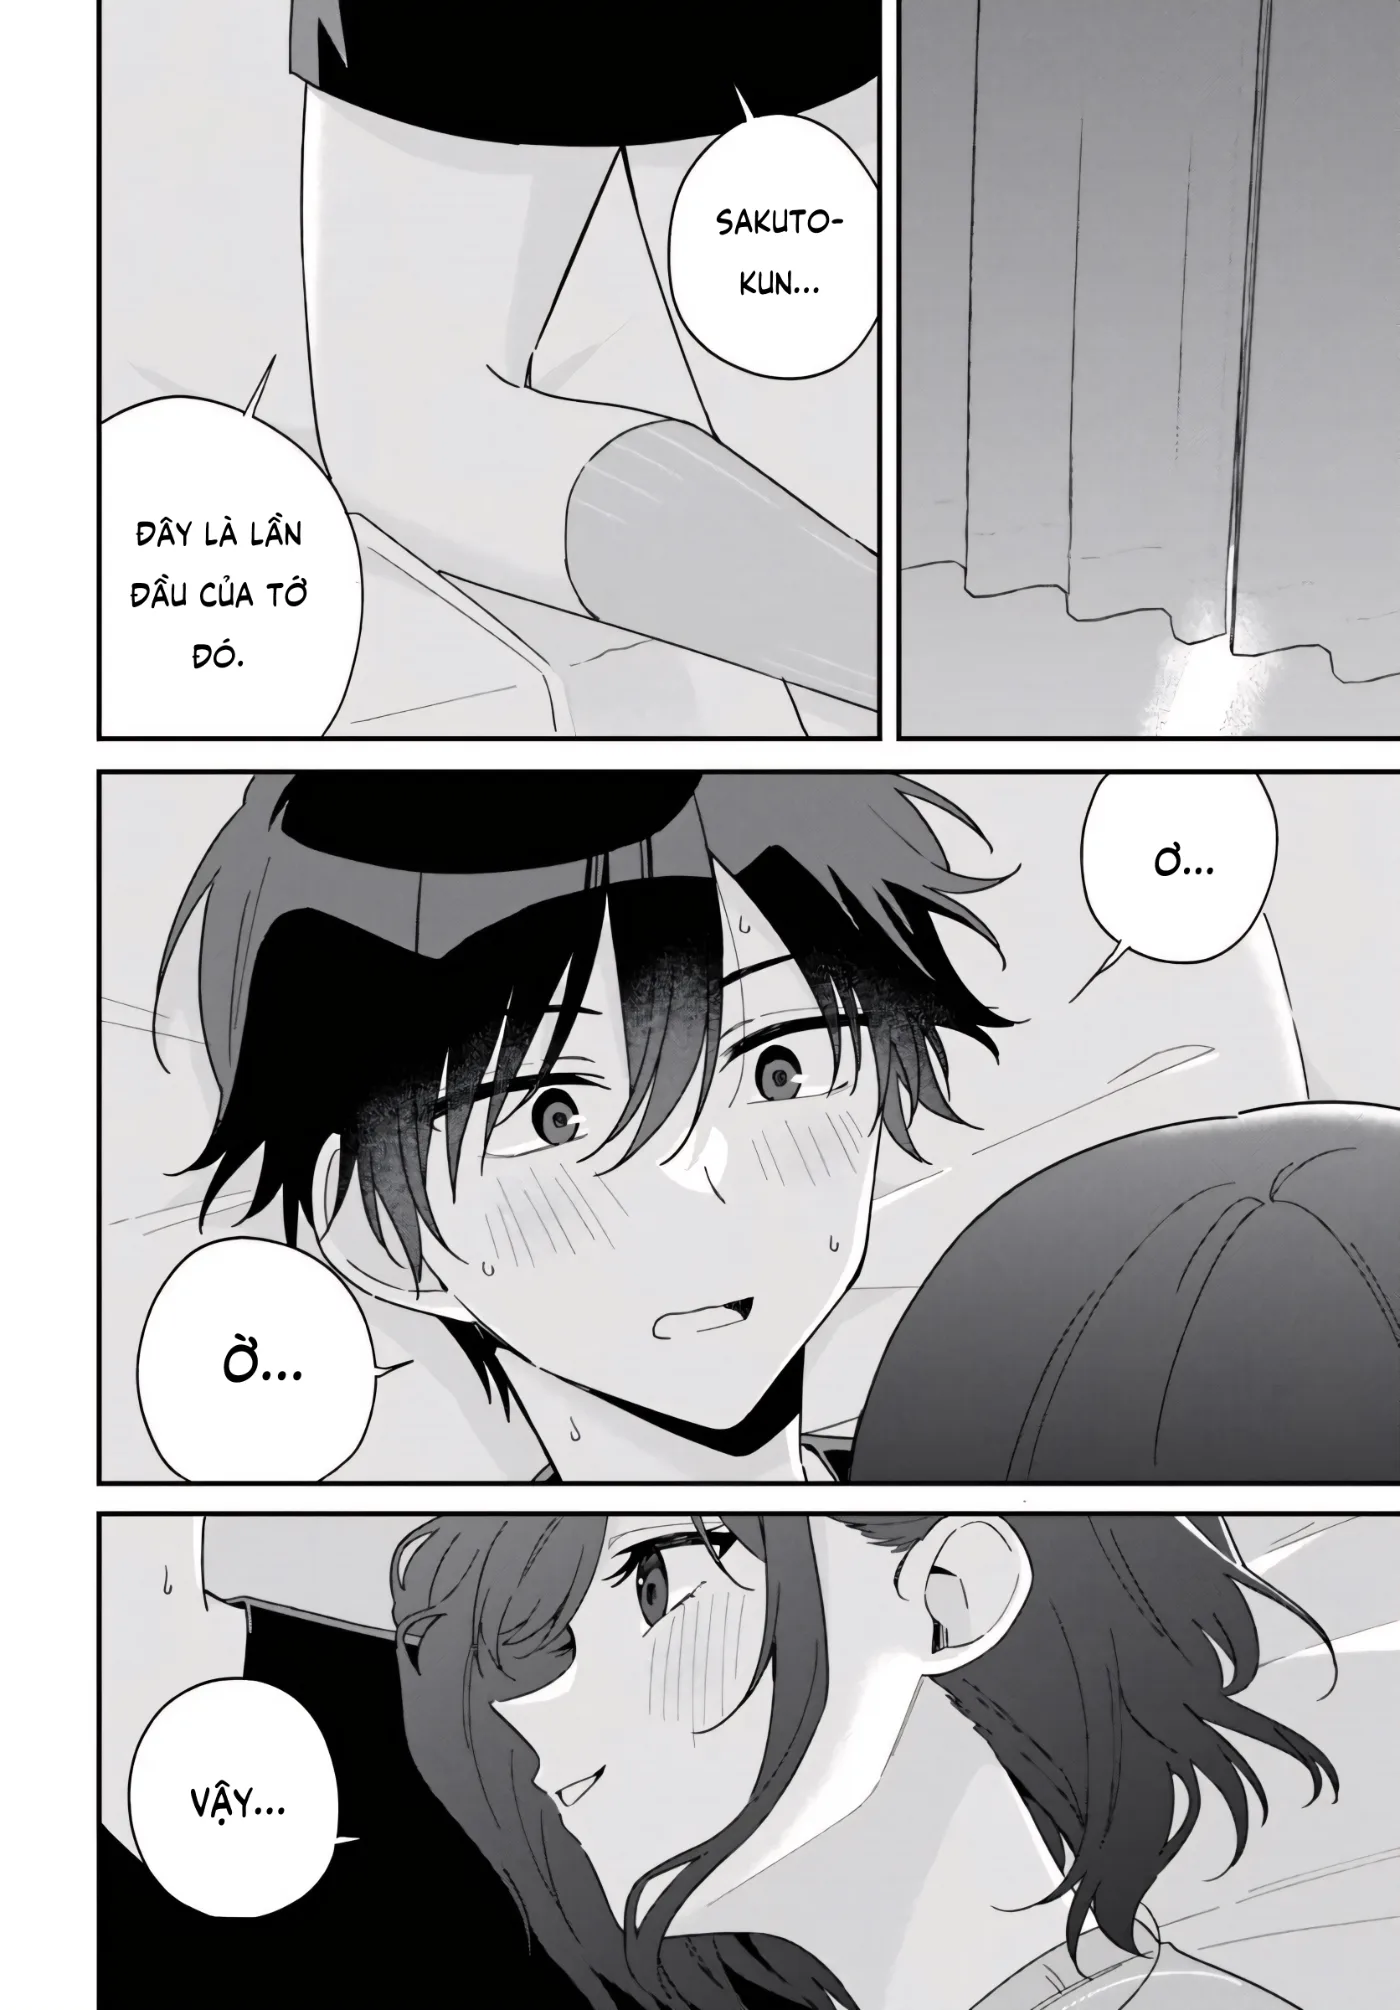 SAKUTO-
KUN...
ĐÂY LÀ LẦN
ĐẦU CỦA TỚ
ĐÓ.
Ơ...
Ờ...
VẬY...